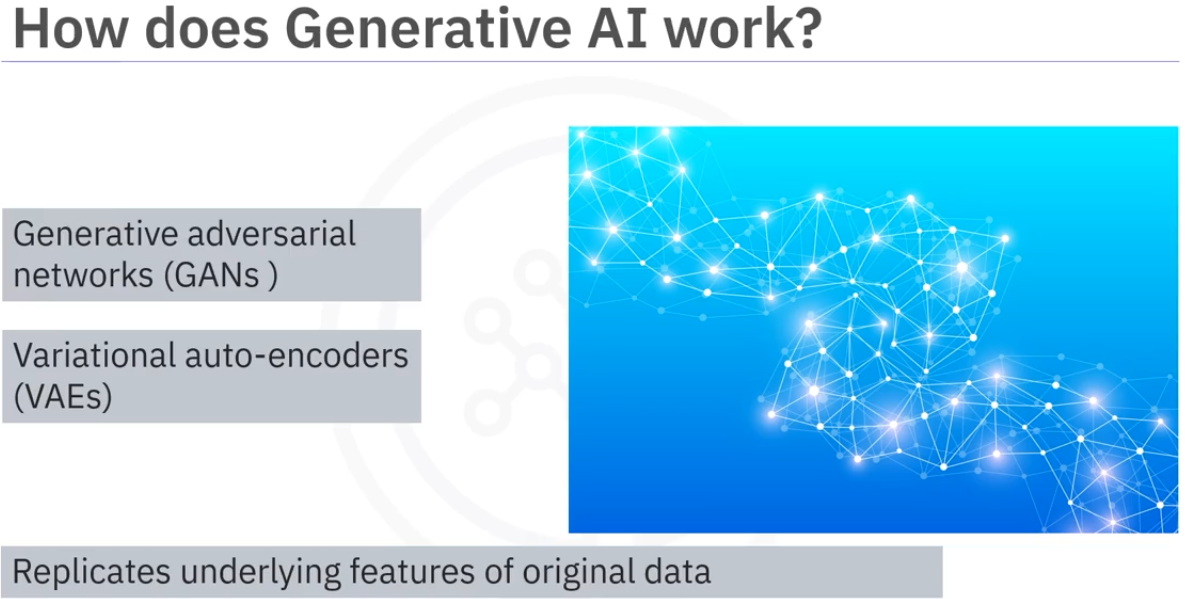 How does Generative AI work?
Generative adversarial
networks (GANs )
Variational auto-encoders
(VAEs)
Replicates underlying features of original data